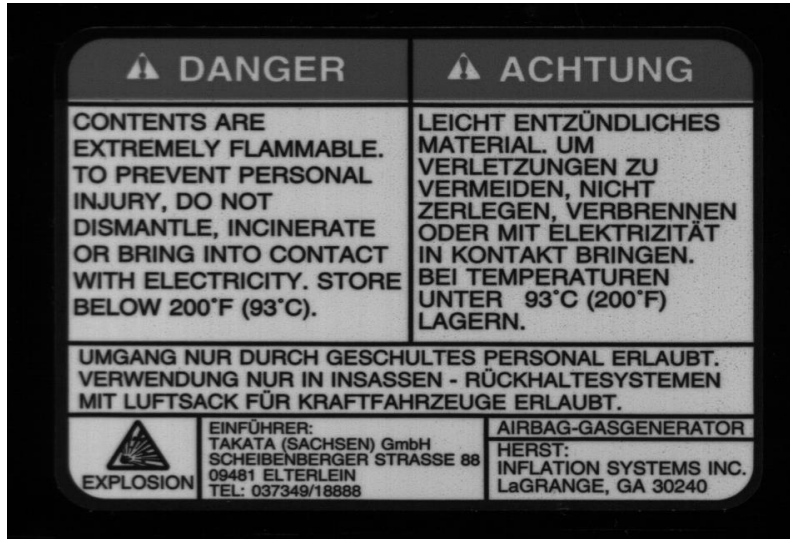 DANGER
CONTENTS ARE
EXTREMELY FLAMMABLE.
TO PREVENT PERSONAL
INJURY, DO NOT
DISMANTLE, INCINERATE
OR BRING INTO CONTACT
WITH ELECTRICITY. STORE
BELOW 200°F (93°C).
ACHTUNG
LEICHT ENTZÜNDLICHES
MATERIAL. UM
VERLETZUNGEN ZU
VERMEIDEN, NICHT
ZERLEGEN, VERBRENNEN
ODER MIT ELEKTRIZITÄT
IN KONTAKT BRINGEN.
BEI TEMPERATUREN
UNTER 93°C (200°F)
LAGERN.
UMGANG NUR DURCH GESCHULTES PERSONAL ERLAUBT.
VERWENDUNG NUR IN INSASSEN - RÜCKHALTESYSTEMEN
MIT LUFTSACK FÜR KRAFTFAHRZEUGE ERLAUBT.
EXPLOSION
EINFÜHRER:
TAKATA (SACHSEN) GmbH
SCHEIBENBERGER STRASSE 88
09481 ELTERLEIN
TEL: 037349/18888
AIRBAG-GASGENERATOR
HERST:
INFLATION SYSTEMS INC.
LaGRANGE, GA 30240